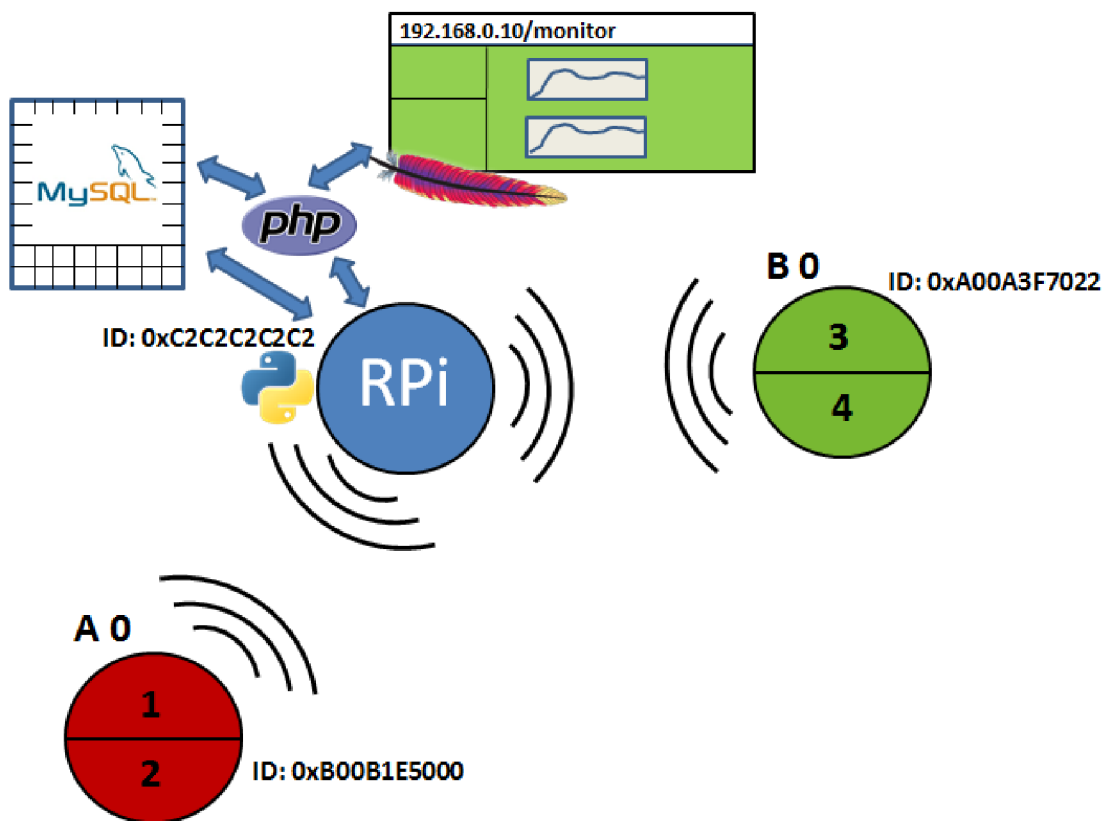 192.168.0.10/monitor
MySQL
php
B 0
ID: 0xA00A3F7022
3
4
ID: 0xC2C2C2C2C2
RPi
A 0
1
2
ID: 0xB00B1E5000